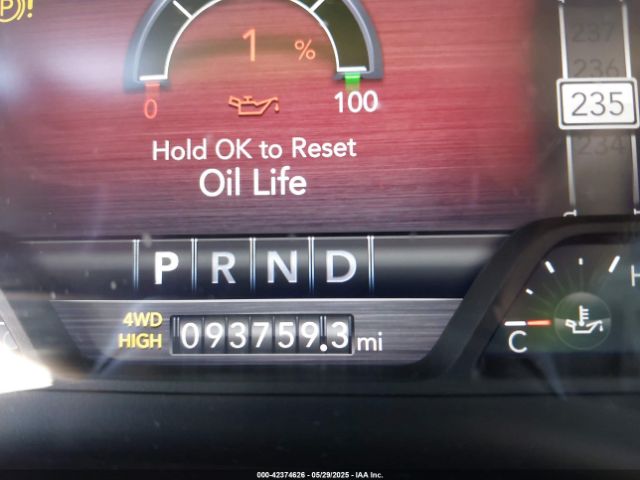 P !
237
236
235
234
1 %
0 100
Hold OK to Reset
Oil Life
P R N D
4WD
HIGH
093759.3 mi
C
H
000-42374626 - 05/29/2025 - IAA Inc.